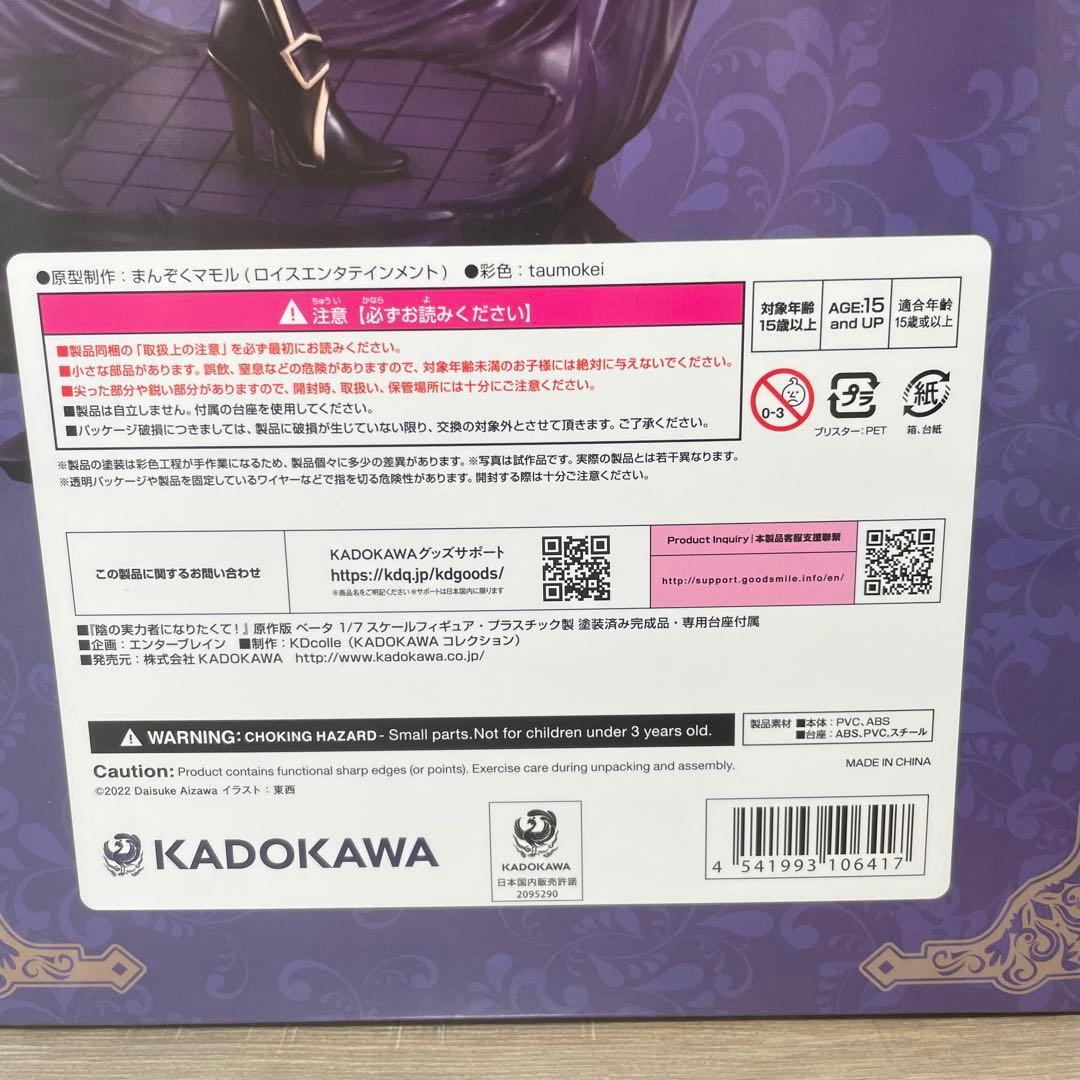 ●原型制作：まんぞくマモル(ロイスエンタテインメント) ●彩色：taumokei
ちゅうい かなら よ
⚠注意【必ずお読みください】
■製品同梱の「取扱上の注意」を必ず最初にお読みください。
■小さな部品があります。誤飲、窒息などの危険がありますので、対象年齢未満のお子様には絶対に与えないでください。
■尖った部分や鋭い部分がありますので、開封時、取扱い、保管場所には十分にご注意ください。
■製品は自立しません。付属の台座を使用してください。
■パッケージ破損につきましては、製品に破損が生じていない限り、交換の対象外とさせて頂きます。ご了承ください。
対象年齢
15歳以上
AGE:15
and UP
適合年齢
15歳或以上
0-3
プラ
紙
ブリスター：PET
箱、台紙
※製品の塗装は彩色工程が手作業になるため、製品個々に多少の差異があります。※写真は試作品です。実際の製品とは若干異なります。
※透明パッケージや製品を固定しているワイヤーなどで指を切る危険性があります。開封する際は十分ご注意ください。
この製品に関するお問い合わせ
KADOKAWAグッズサポート
https://kdq.jp/kdgoods/
※商品名をご明記ください※サポートは日本国内に限ります
Product Inquiry|本製品客服支援聯繫
http://support.goodsmile.info/en/
■『陰の実力者になりたくて！』原作版 ベータ 1/7 スケールフィギュア・プラスチック製 塗装済み完成品・専用台座付属
■企画：エンターブレイン ■制作：KDcolle（KADOKAWA コレクション）
■発売元：株式会社 KADOKAWA http://www.kadokawa.co.jp/
⚠ WARNING: CHOKING HAZARD - Small parts.Not for children under 3 years old.
製品素材 ■本体：PVC、ABS
■台座：ABS、PVC、スチール
Caution: Product contains functional sharp edges (or points). Exercise care during unpacking and assembly.
MADE IN CHINA
©2022 Daisuke Aizawa イラスト：東西
KADOKAWA
KADOKAWA
日本国内販売許諾
2095290
4 541993 106417